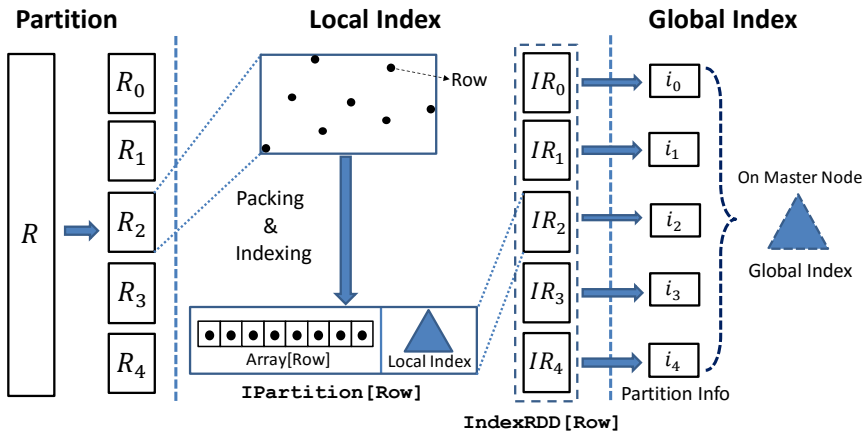 Partition
Local Index
Global Index
R
R0
R1
R2
R3
R4
Row
Packing
&
Indexing
Array[Row]
Local Index
IPartition[Row]
IR0
IR1
IR2
IR3
IR4
IndexRDD[Row]
i0
i1
i2
i3
i4
Partition Info
On Master Node
Global Index